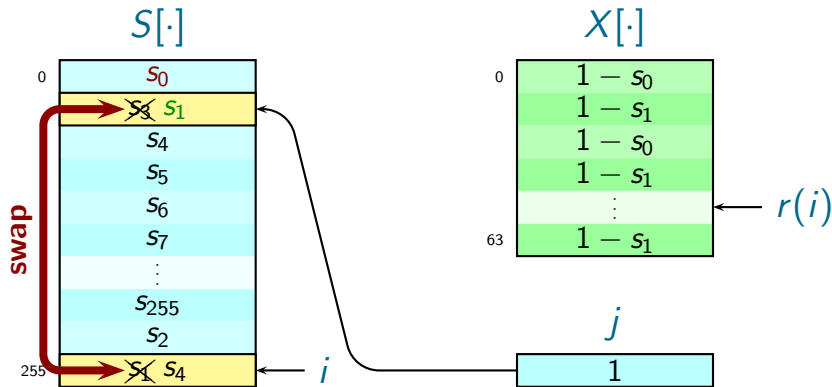 S[·]
0
s₀
s₃ s₁
s₄
s₅
s₆
s₇
⋮
s₂₅₅
s₂
255
s₁ s₄
swap
i
X[·]
0
1 − s₀
1 − s₁
1 − s₀
1 − s₁
⋮
63
1 − s₁
r(i)
j
1